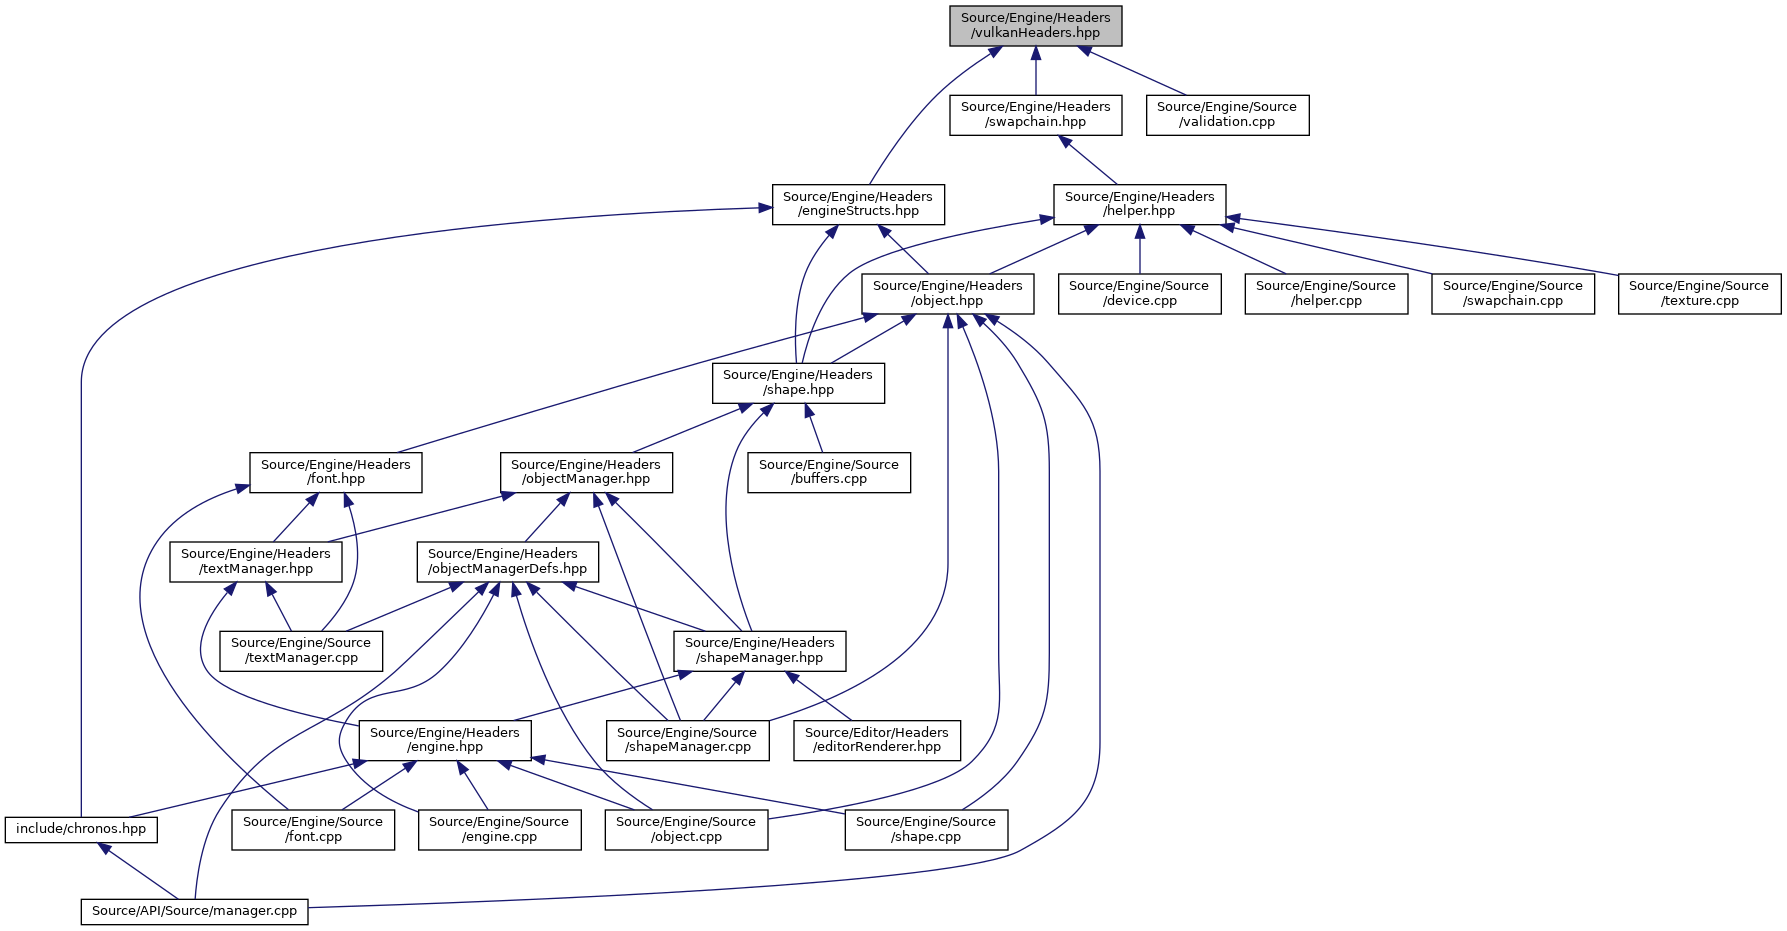 Source/Engine/Headers
/vulkanHeaders.hpp
Source/Engine/Headers
/swapchain.hpp
Source/Engine/Source
/validation.cpp
Source/Engine/Headers
/engineStructs.hpp
Source/Engine/Headers
/helper.hpp
Source/Engine/Headers
/object.hpp
Source/Engine/Source
/device.cpp
Source/Engine/Source
/helper.cpp
Source/Engine/Source
/swapchain.cpp
Source/Engine/Source
/texture.cpp
Source/Engine/Headers
/shape.hpp
Source/Engine/Headers
/font.hpp
Source/Engine/Headers
/objectManager.hpp
Source/Engine/Source
/buffers.cpp
Source/Engine/Headers
/textManager.hpp
Source/Engine/Headers
/objectManagerDefs.hpp
Source/Engine/Source
/textManager.cpp
Source/Engine/Headers
/shapeManager.hpp
Source/Engine/Headers
/engine.hpp
Source/Engine/Source
/shapeManager.cpp
Source/Editor/Headers
/editorRenderer.hpp
include/chronos.hpp
Source/Engine/Source
/font.cpp
Source/Engine/Source
/engine.cpp
Source/Engine/Source
/object.cpp
Source/Engine/Source
/shape.cpp
Source/API/Source/manager.cpp